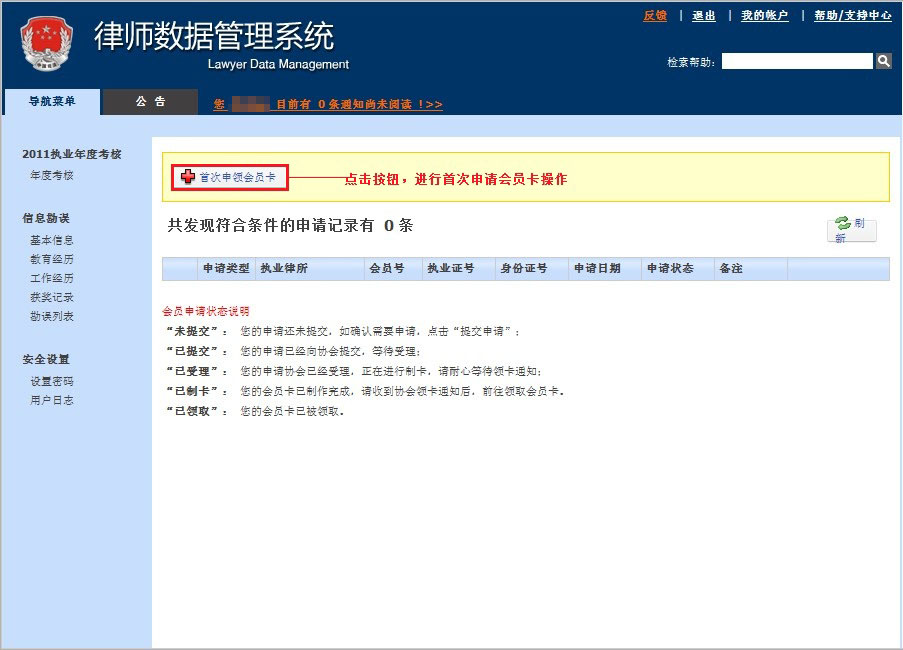 反馈 | 退出 | 我的帐户 | 帮助/支持中心
律师数据管理系统
Lawyer Data Management
检索帮助:
导航菜单 公 告 您 目前有 0 条通知尚未阅读 ! >>
2011执业年度考核
年度考核
信息勘误
基本信息
教育经历
工作经历
获奖记录
勘误列表
安全设置
设置密码
用户日志
首次申领会员卡 点击按钮，进行首次申请会员卡操作
共发现符合条件的申请记录有 0 条
刷新
申请类型 执业律所 会员号 执业证号 身份证号 申请日期 申请状态 备注
会员申请状态说明
“未提交”： 您的申请还未提交，如确认需要申请，点击“提交申请”；
“已提交”： 您的申请已经向协会提交，等待受理；
“已受理”： 您的申请协会已经受理，正在进行制卡，请耐心等待领卡通知；
“已制卡”： 您的会员卡已制作完成，请收到协会领卡通知后，前往领取会员卡。
“已领取”： 您的会员卡已被领取。